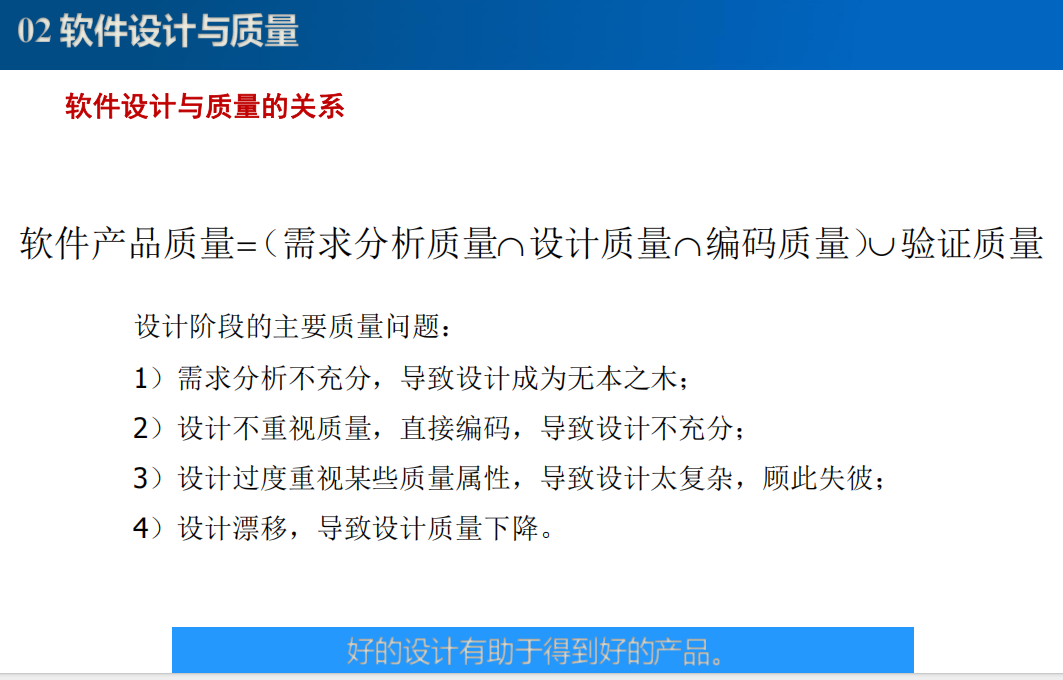 02 软件设计与质量
软件设计与质量的关系
软件产品质量=（需求分析质量∩设计质量∩编码质量）∪验证质量
设计阶段的主要质量问题：
1）需求分析不充分，导致设计成为无本之木；
2）设计不重视质量，直接编码，导致设计不充分；
3）设计过度重视某些质量属性，导致设计太复杂，顾此失彼；
4）设计漂移，导致设计质量下降。
好的设计有助于得到好的产品。